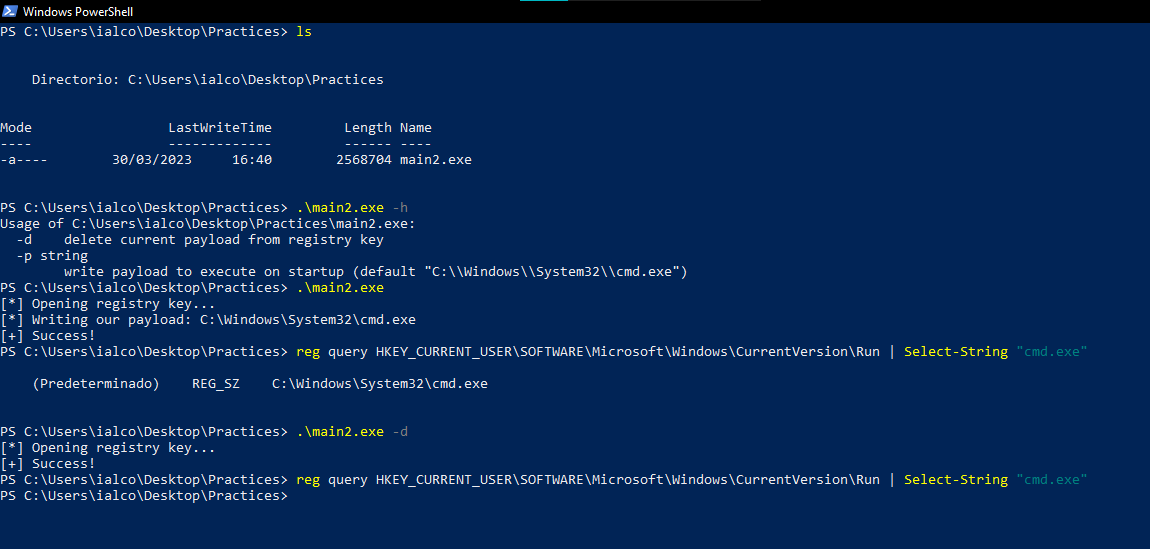 Windows PowerShell
PS C:\Users\ialco\Desktop\Practices> ls
Directorio: C:\Users\ialco\Desktop\Practices
Mode                 LastWriteTime         Length Name
----                 -------------         ------ ----
-a----        30/03/2023     16:40        2568704 main2.exe
PS C:\Users\ialco\Desktop\Practices> .\main2.exe -h
Usage of C:\Users\ialco\Desktop\Practices\main2.exe:
  -d    delete current payload from registry key
  -p string
        write payload to execute on startup (default "C:\\Windows\\System32\\cmd.exe")
PS C:\Users\ialco\Desktop\Practices> .\main2.exe
[*] Opening registry key...
[*] Writing our payload: C:\Windows\System32\cmd.exe
[+] Success!
PS C:\Users\ialco\Desktop\Practices> reg query HKEY_CURRENT_USER\SOFTWARE\Microsoft\Windows\CurrentVersion\Run | Select-String "cmd.exe"
    (Predeterminado)    REG_SZ    C:\Windows\System32\cmd.exe
PS C:\Users\ialco\Desktop\Practices> .\main2.exe -d
[*] Opening registry key...
[+] Success!
PS C:\Users\ialco\Desktop\Practices> reg query HKEY_CURRENT_USER\SOFTWARE\Microsoft\Windows\CurrentVersion\Run | Select-String "cmd.exe"
PS C:\Users\ialco\Desktop\Practices>